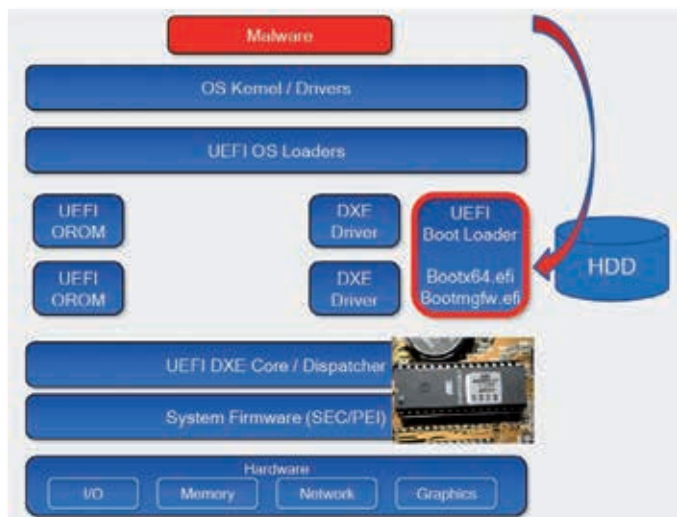 Malware
OS Kernel / Drivers
UEFI OS Loaders
UEFI
OROM
DXE
Driver
UEFI
Boot Loader
Bootx64.efi
Bootmgfw.efi
HDD
UEFI
OROM
DXE
Driver
UEFI DXE Core / Dispatcher
System Firmware (SEC/PEI)
Hardware
I/O
Memory
Network
Graphics